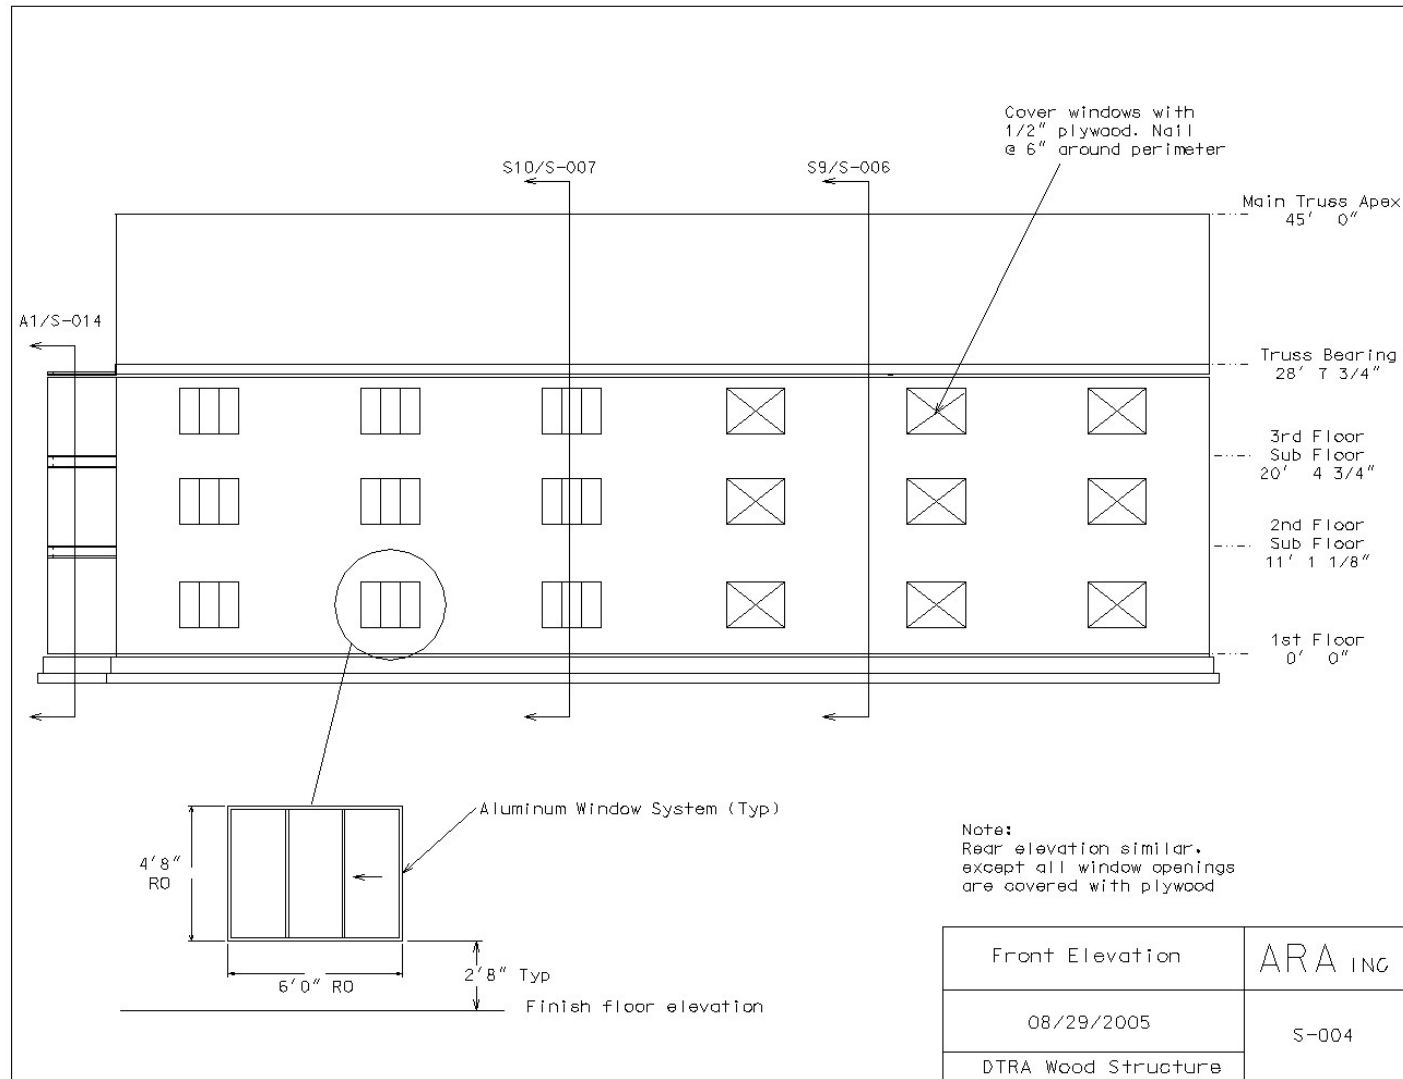 Cover windows with
1/2" plywood. Nail
@ 6" around perimeter
S10/S-007
S9/S-006
Main Truss Apex
45' 0"
A1/S-014
Truss Bearing
28' 7 3/4"
3rd Floor
Sub Floor
20' 4 3/4"
2nd Floor
Sub Floor
11' 1 1/8"
1st Floor
0' 0"
Aluminum Window System (Typ)
4'8"
RO
6'0" RO
2'8" Typ
Finish floor elevation
Note:
Rear elevation similar.
except all window openings
are covered with plywood
Front Elevation
ARA INC
08/29/2005
S-004
DTRA Wood Structure